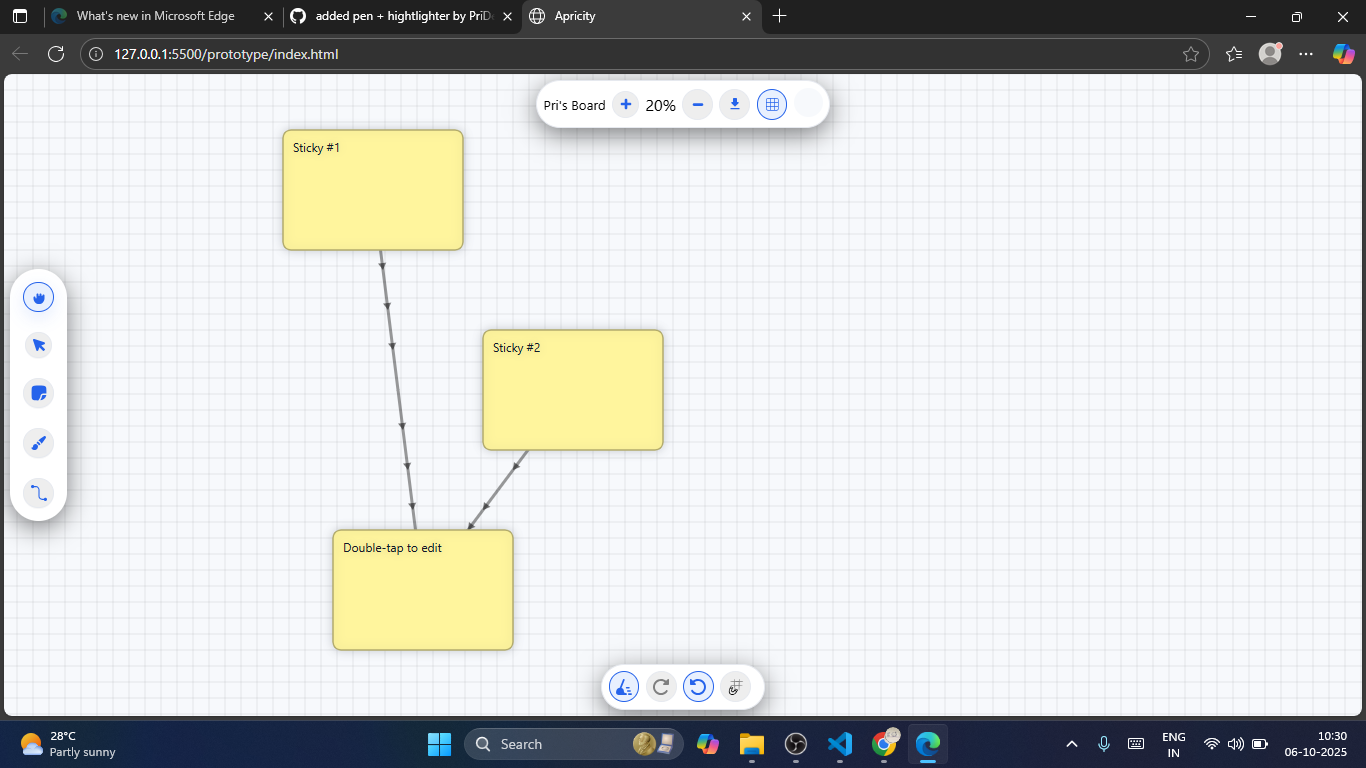 What's new in Microsoft Edge
added pen + hightlighter by PriD
Apricity
127.0.0.1:5500/prototype/index.html
Pri's Board
20%
Sticky #1
Sticky #2
Double-tap to edit
28°C
Partly sunny
Search
ENG
IN
10:30
06-10-2025